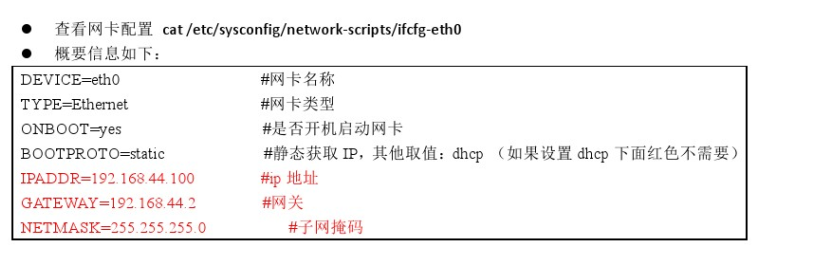 ● 查看网卡配置 cat /etc/sysconfig/network-scripts/ifcfg-eth0
● 概要信息如下：
DEVICE=eth0 #网卡名称
TYPE=Ethernet #网卡类型
ONBOOT=yes #是否开机启动网卡
BOOTPROTO=static #静态获取 IP，其他取值：dhcp （如果设置 dhcp 下面红色不需要）
IPADDR=192.168.44.100 #ip 地址
GATEWAY=192.168.44.2 #网关
NETMASK=255.255.255.0 #子网掩码